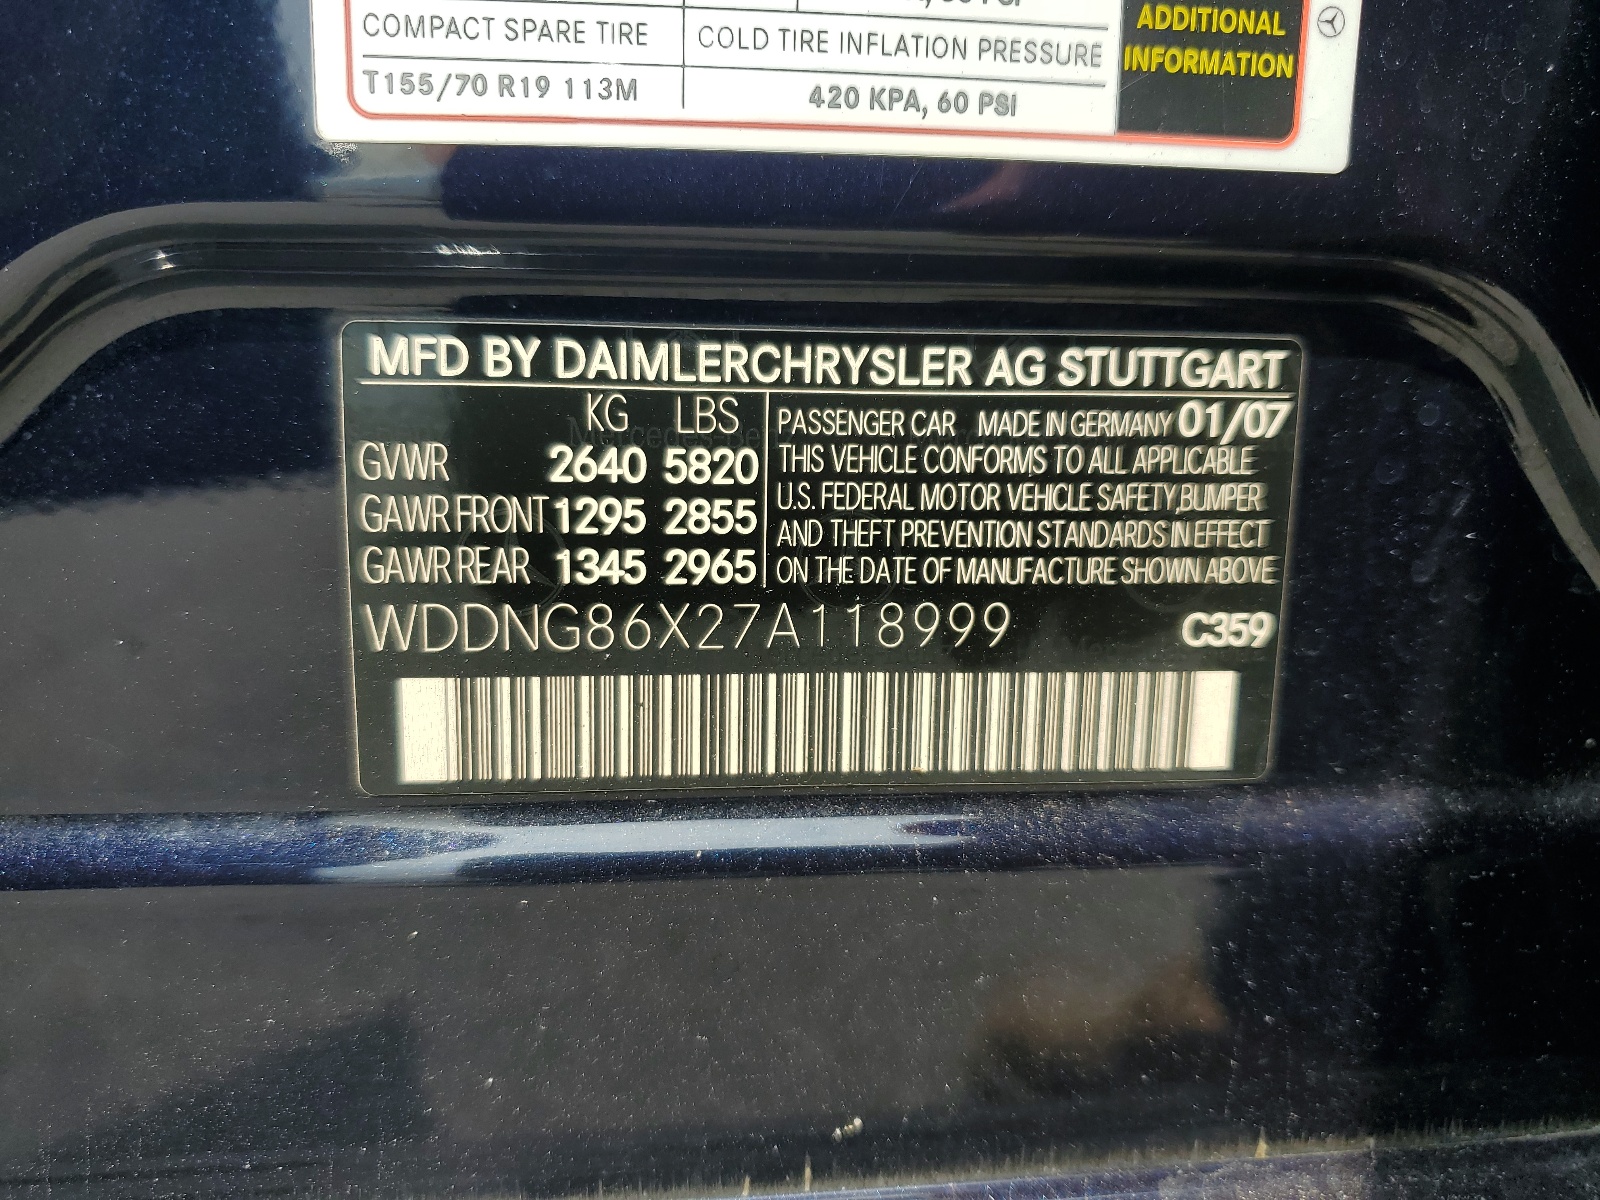 COMPACT SPARE TIRE COLD TIRE INFLATION PRESSURE
T155/70 R19 113M 420 KPA, 60 PSI
ADDITIONAL
INFORMATION
MFD BY DAIMLERCHRYSLER AG STUTTGART
KG LBS
GVWR 2640 5820
GAWR FRONT 1295 2855
GAWR REAR 1345 2965
PASSENGER CAR MADE IN GERMANY 01/07
THIS VEHICLE CONFORMS TO ALL APPLICABLE
U.S. FEDERAL MOTOR VEHICLE SAFETY,BUMPER
AND THEFT PREVENTION STANDARDS IN EFFECT
ON THE DATE OF MANUFACTURE SHOWN ABOVE
WDDNG86X27A118999 C359